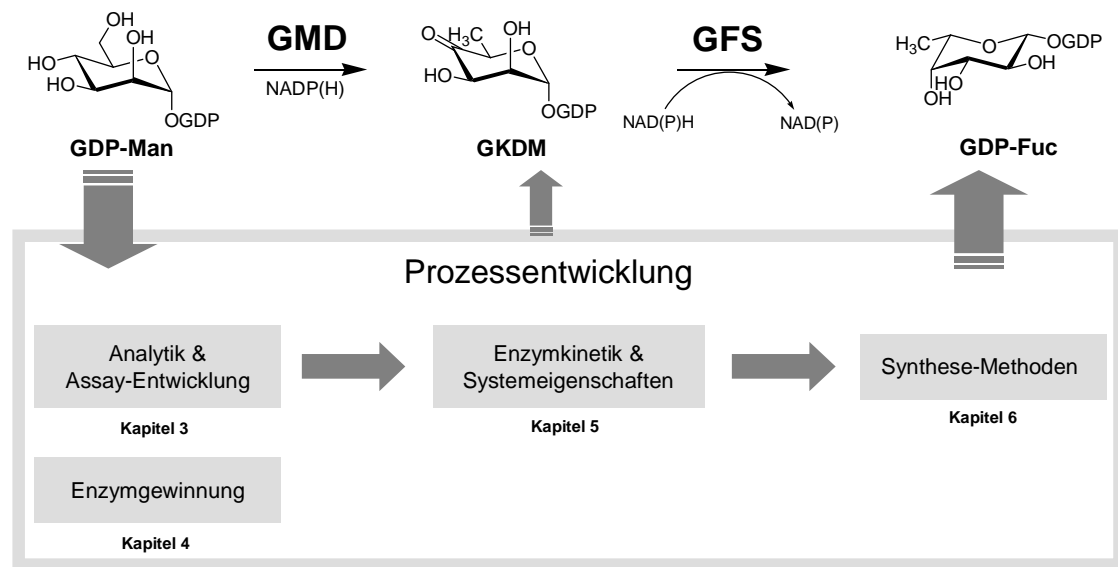 HO
OH
HO
HO
O
OGDP
GDP-Man
GMD
NADP(H)
O
H₃C
OH
HO
O
OGDP
GKDM
GFS
NAD(P)H
NAD(P)
H₃C
O
OGDP
OH
HO
OH
GDP-Fuc
Prozessentwicklung
Analytik &
Assay-Entwicklung
Kapitel 3
Enzymkinetik &
Systemeigenschaften
Kapitel 5
Synthese-Methoden
Kapitel 6
Enzymgewinnung
Kapitel 4